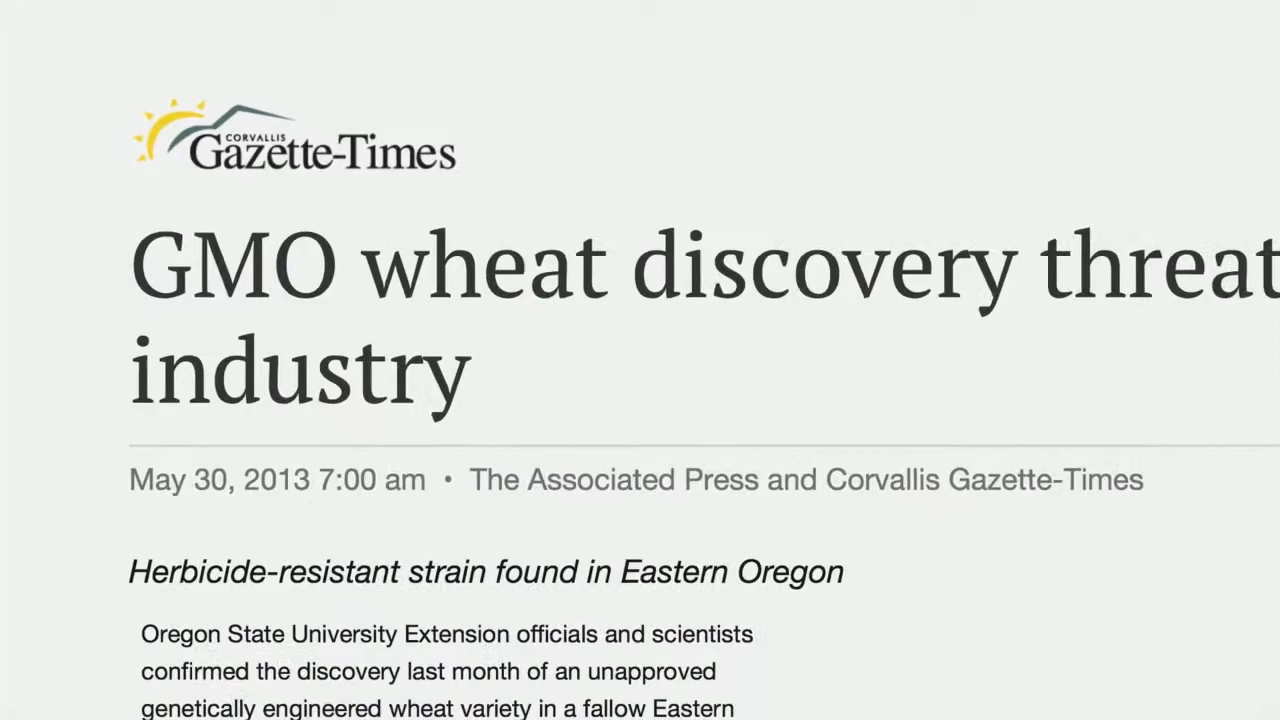 CORVALLIS
Gazette-Times
GMO wheat discovery threat
industry
May 30, 2013 7:00 am • The Associated Press and Corvallis Gazette-Times
Herbicide-resistant strain found in Eastern Oregon
Oregon State University Extension officials and scientists
confirmed the discovery last month of an unapproved
genetically engineered wheat variety in a fallow Eastern